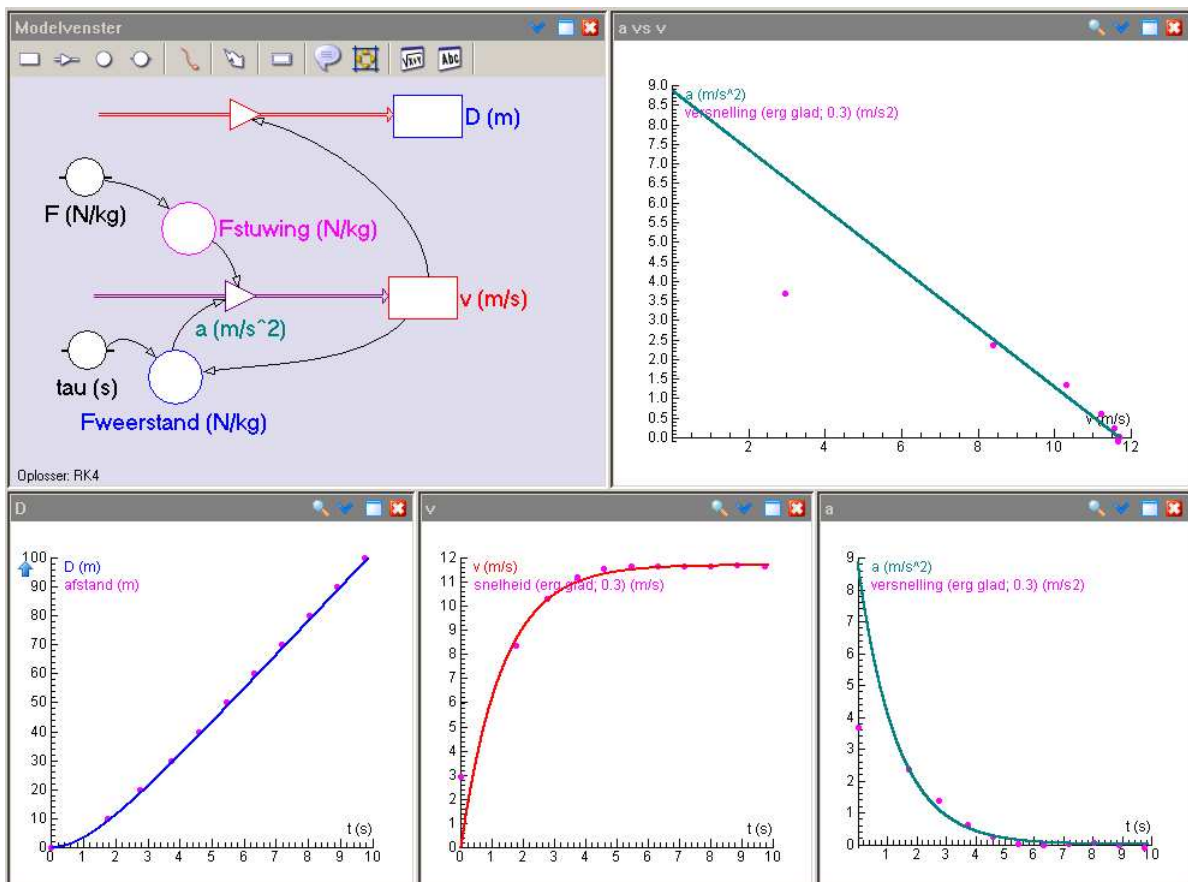 Modelvenster
√x+y
Abc
D (m)
F (N/kg)
Fstuwing (N/kg)
v (m/s)
a (m/s^2)
tau (s)
Fweerstand (N/kg)
Oplosser: RK4
a vs v
9.0
a (m/s^2)
8.5
versnelling (erg glad; 0.3) (m/s2)
8.0
7.5
7.0
6.5
6.0
5.5
5.0
4.5
4.0
3.5
3.0
2.5
2.0
1.5
1.0
0.5
v (m/s)
0.0
2 4 6 8 10 12
D
100
D (m)
90
afstand (m)
80
70
60
50
40
30
20
10
t (s)
0
0 1 2 3 4 5 6 7 8 9 10
v
12
v (m/s)
11
snelheid (erg glad; 0.3) (m/s)
10
9
8
7
6
5
4
3
2
1
t (s)
0
0 1 2 3 4 5 6 7 8 9 10
a
9
a (m/s^2)
versnelling (erg glad; 0.3) (m/s2)
8
7
6
5
4
3
2
1
t (s)
0
0 1 2 3 4 5 6 7 8 9 10